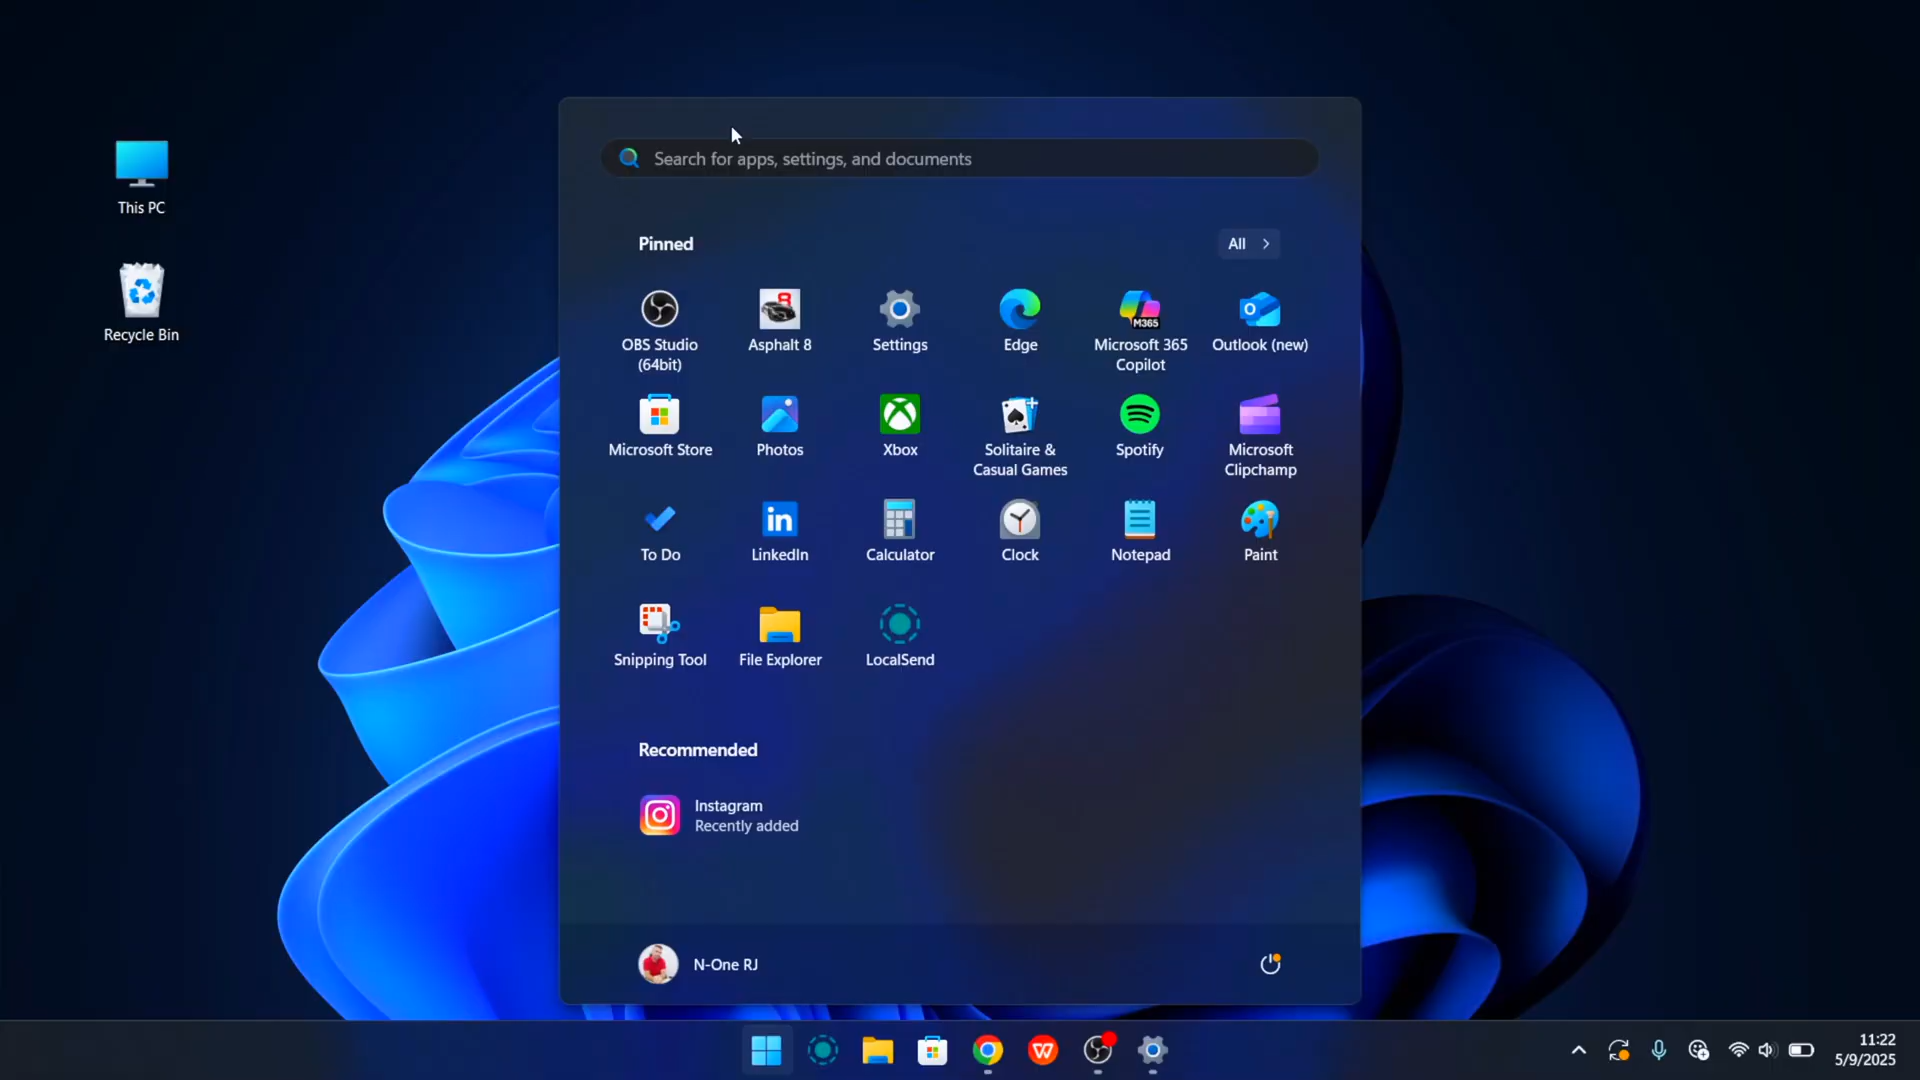 This PC
Recycle Bin
Search for apps, settings, and documents
Pinned
All
OBS Studio
(64bit)
Asphalt 8
Settings
Edge
M365
Microsoft 365
Copilot
Outlook (new)
Microsoft Store
Photos
Xbox
Solitaire &
Casual Games
Spotify
Microsoft
Clipchamp
To Do
LinkedIn
Calculator
Clock
Notepad
Paint
Snipping Tool
File Explorer
LocalSend
Recommended
Instagram
Recently added
N-One RJ
11:22
5/9/2025